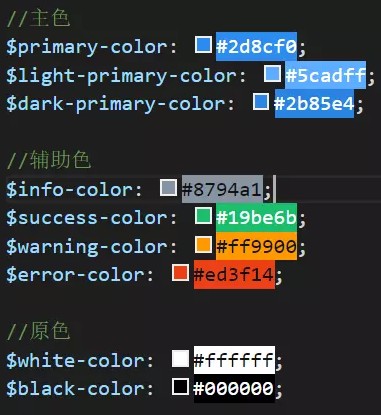 //主色
$primary-color: #2d8cf0;
$light-primary-color: #5cadff;
$dark-primary-color: #2b85e4;
//辅助色
$info-color: #8794a1;
$success-color: #19be6b;
$warning-color: #ff9900;
$error-color: #ed3f14;
//原色
$white-color: #ffffff;
$black-color: #000000;